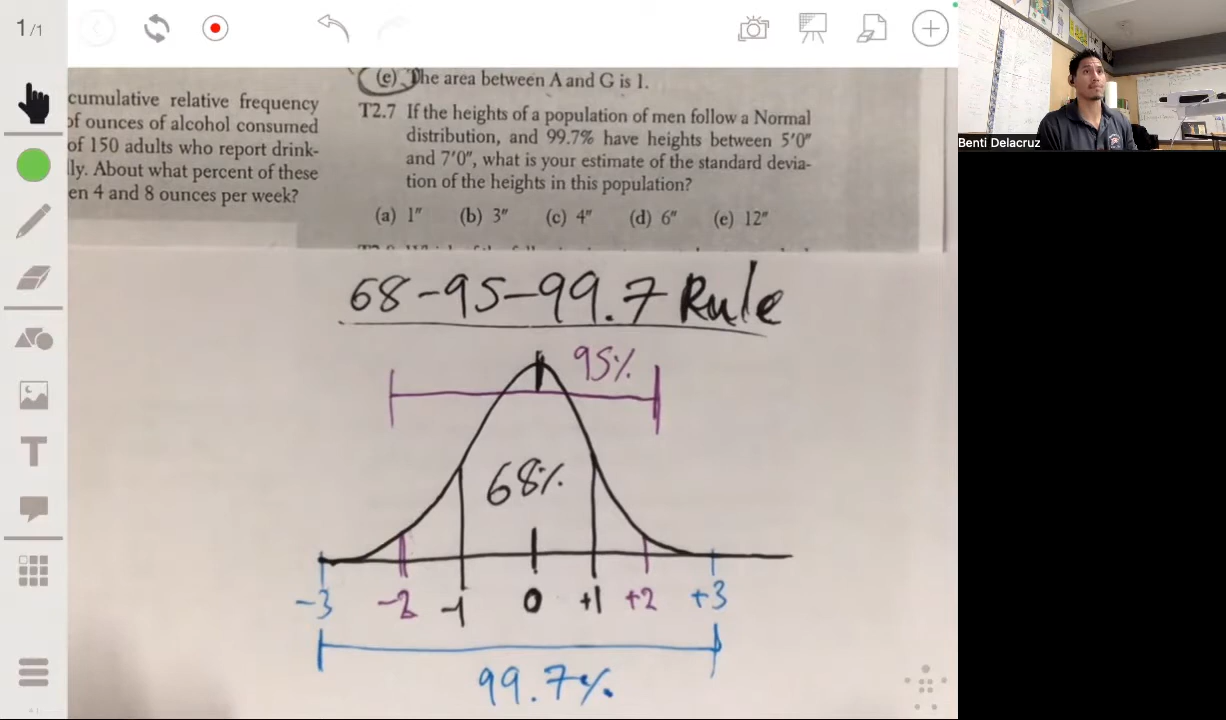 1/1
(e) The area between A and G is 1.
cumulative relative frequency
of ounces of alcohol consumed
of 150 adults who report drink-
ly. About what percent of these
en 4 and 8 ounces per week?
T2.7 If the heights of a population of men follow a Normal
distribution, and 99.7% have heights between 5'0"
and 7'0", what is your estimate of the standard devia-
tion of the heights in this population?
(a) 1" (b) 3" (c) 4" (d) 6" (e) 12"
68-95-99.7 Rule
95%
68%
-3 -2 -1 0 +1 +2 +3
99.7%
T
Benti Delacruz